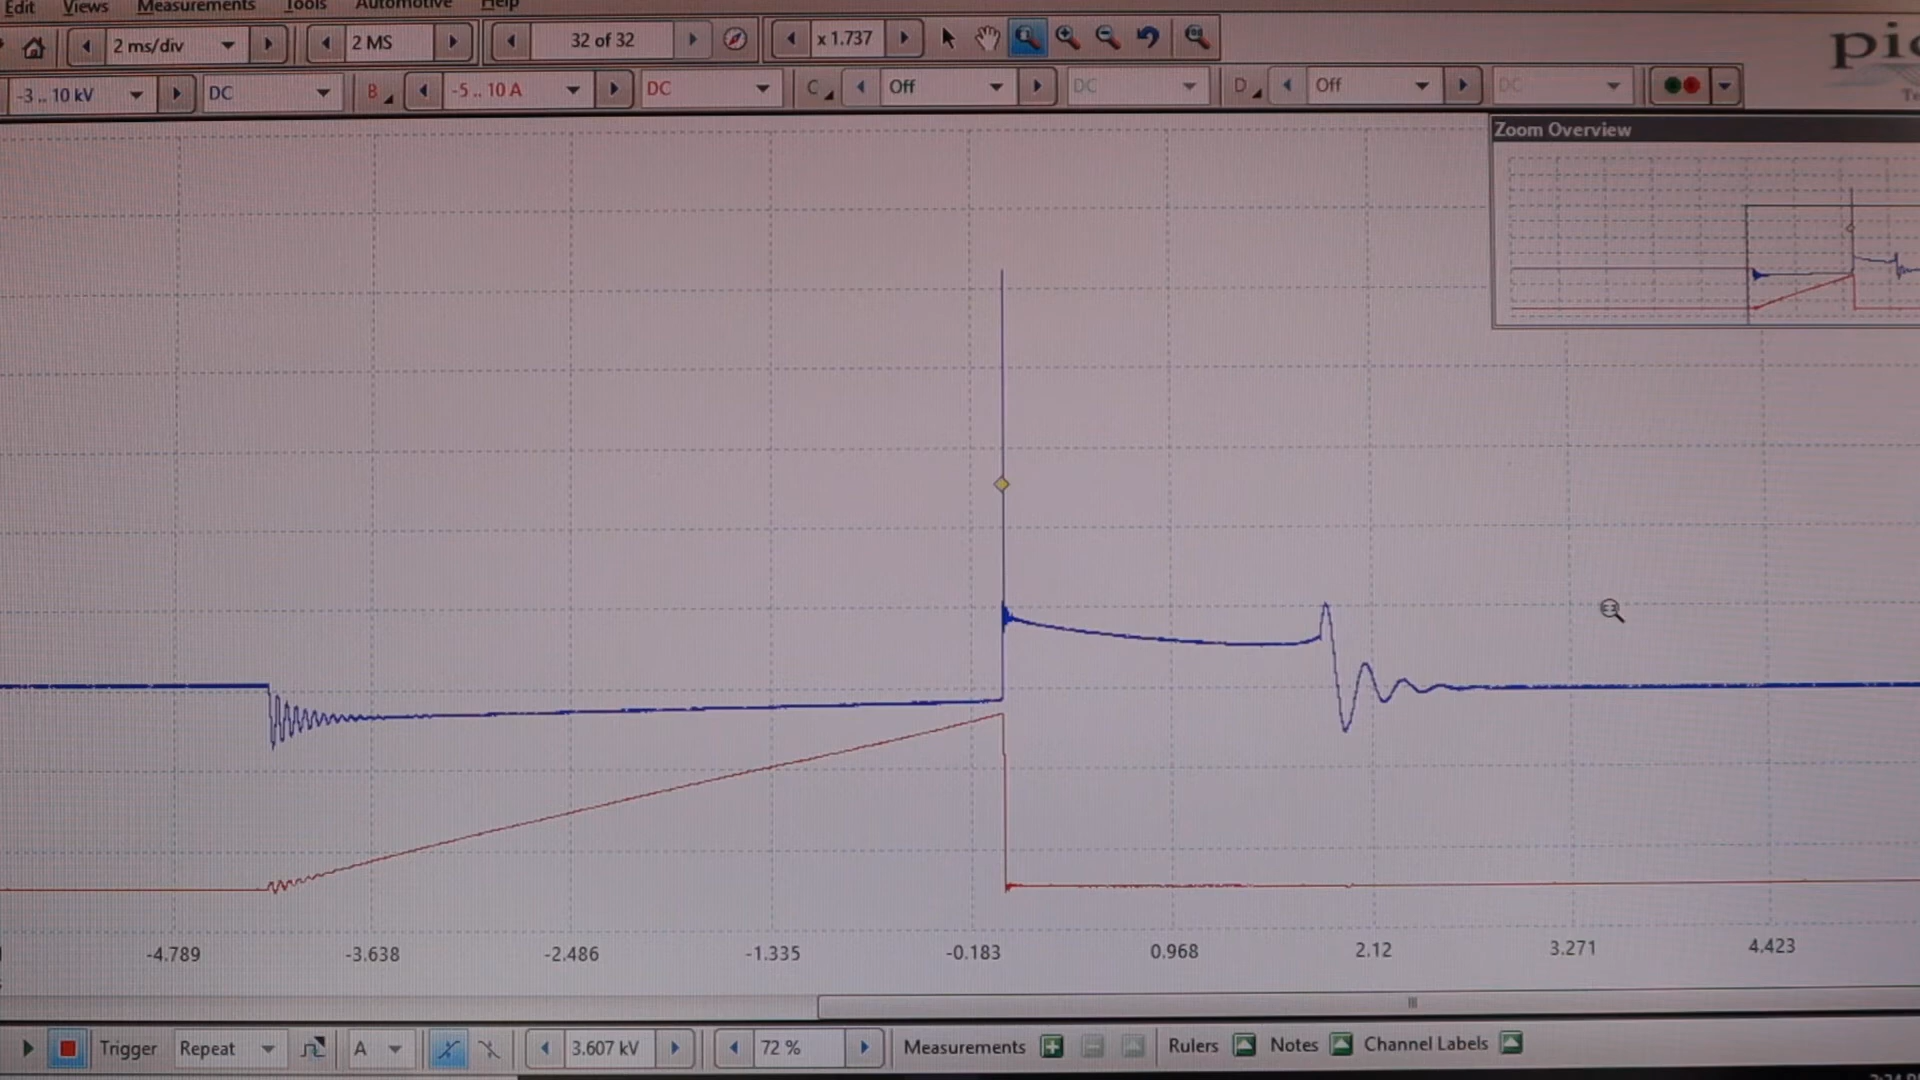 Edit Views Measurements Tools Automotive Help
2 ms/div 2 MS 32 of 32 x 1.737
-3 .. 10 kV DC B -5 .. 10 A DC C Off DC D Off DC
Zoom Overview
-4.789 -3.638 -2.486 -1.335 -0.183 0.968 2.12 3.271 4.423
Trigger Repeat A 3.607 kV 72 % Measurements Rulers Notes Channel Labels